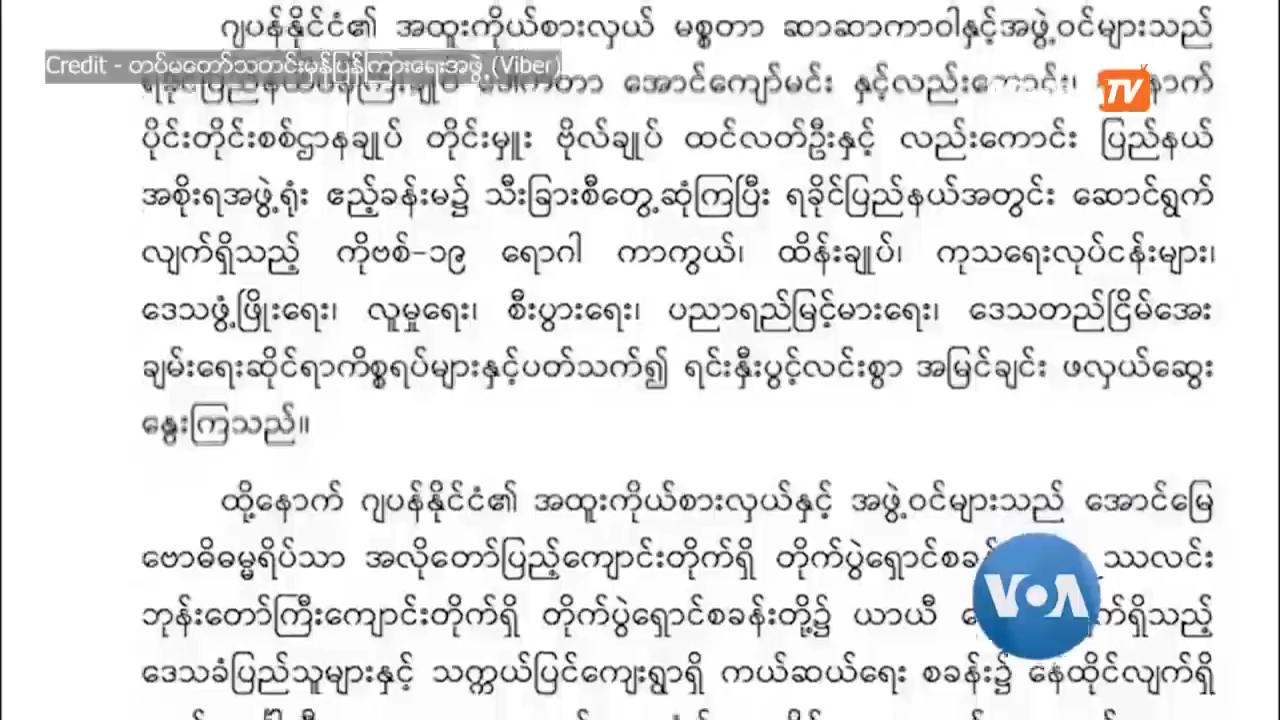 ဂျပန်နိုင်ငံ၏ အထူးကိုယ်စားလှယ် မစ္စတာ ဆာဆာကာဝါနှင့်အဖွဲ့ဝင်များသည်
Credit - တပ်မတော်သတင်းမှန်ပြန်ကြားရေးအဖွဲ့ (Viber)
အောင်ကျော်မင်း နှင့်လည်းကောင်း၊
TV
ပိုင်းတိုင်းစစ်ဌာနချုပ် တိုင်းမှူး ဗိုလ်ချုပ် ထင်လတ်ဦးနှင့် လည်းကောင်း ပြည်နယ်
အစိုးရအဖွဲ့ရုံး ဧည့်ခန်းမ၌ သီးခြားစီတွေ့ဆုံကြပြီး ရခိုင်ပြည်နယ်အတွင်း ဆောင်ရွက်
လျက်ရှိသည့် ကိုဗစ်-၁၉ ရောဂါ ကာကွယ်၊ ထိန်းချုပ်၊ ကုသရေးလုပ်ငန်းများ၊
ဒေသဖွံ့ဖြိုးရေး၊ လူမှုရေး၊ စီးပွားရေး၊ ပညာရည်မြင့်မားရေး၊ ဒေသတည်ငြိမ်အေး
ချမ်းရေးဆိုင်ရာကိစ္စရပ်များနှင့်ပတ်သက်၍ ရင်းနှီးပွင့်လင်းစွာ အမြင်ချင်း ဖလှယ်ဆွေး
နွေးကြသည်။
ထို့နောက် ဂျပန်နိုင်ငံ၏ အထူးကိုယ်စားလှယ်နှင့် အဖွဲ့ဝင်များသည် အောင်မြေ
ဗောဓိဓမ္မရိပ်သာ အလိုတော်ပြည့်ကျောင်းတိုက်ရှိ တိုက်ပွဲရှောင်စခန်း
ဘုန်းတော်ကြီးကျောင်းတိုက်ရှိ တိုက်ပွဲရှောင်စခန်းတို့၌ ယာယီ
VOA
ဒေသခံပြည်သူများနှင့် သက္ကယ်ပြင်ကျေးရွာရှိ ကယ်ဆယ်ရေး စခန်း၌ နေထိုင်လျက်ရှိ